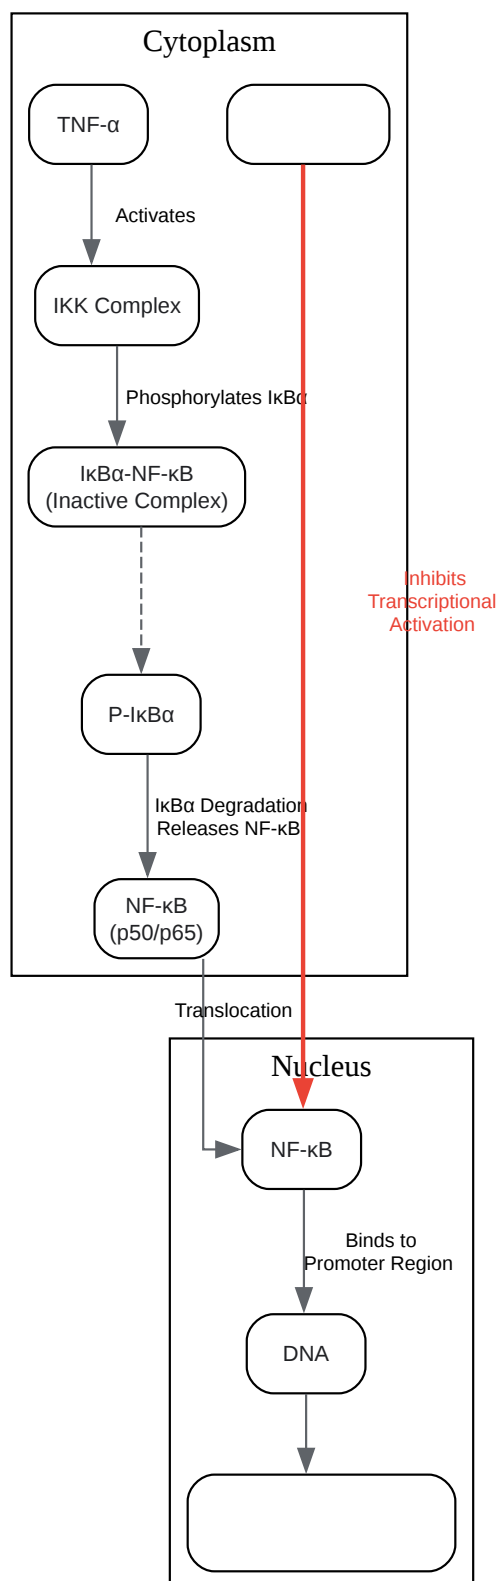 Cytoplasm
TNF-α
Activates
IKK Complex
Phosphorylates IκBα
IκBα-NF-κB
(Inactive Complex)
Inhibits
Transcriptional
Activation
P-IκBα
IκBα Degradation
Releases NF-κB
NF-κB
(p50/p65)
Translocation
Nucleus
NF-κB
Binds to
Promoter Region
DNA